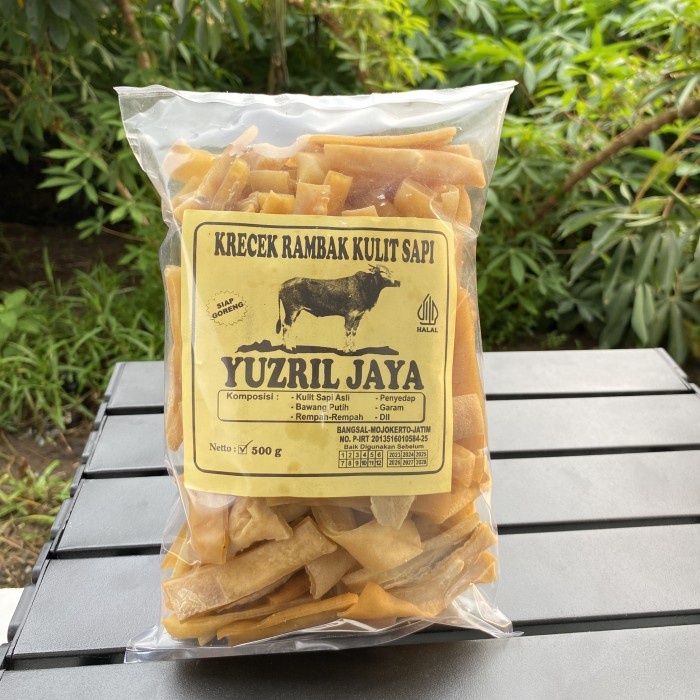 KRECEK RAMBAK KULIT SAPI
SIAP
GORENG
HALAL
YUZRIL JAYA
Komposisi : - Kulit Sapi Asli - Penyedap
- Bawang Putih - Garam
- Rempah-Rempah - Dll
BANGSAL-MOJOKERTO-JATIM
NO. P-IRT 2013516010584-25
Netto : ✓ 500 g
Baik Digunakan Sebelum
1 2 3 4 5 6 2023 2024 2025
7 8 9 10 11 12 2026 2027 2028